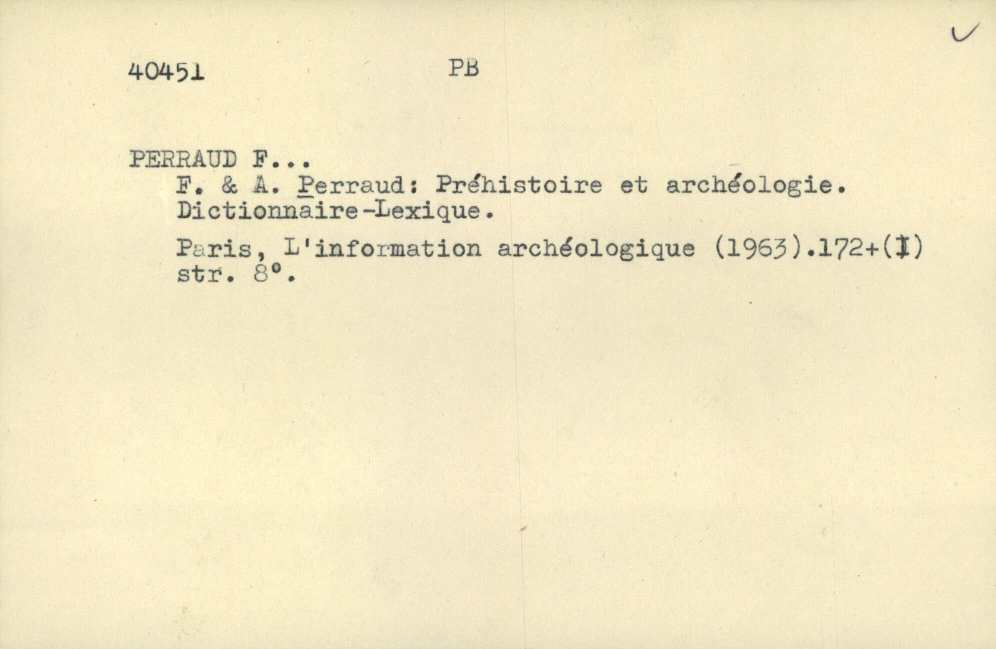 40451 PB
PERRAUD F...
F. & A. Perraud: Préhistoire et archéologie.
Dictionnaire-Lexique.
Paris, L'information archéologique (1963).172+(I)
str. 8°.